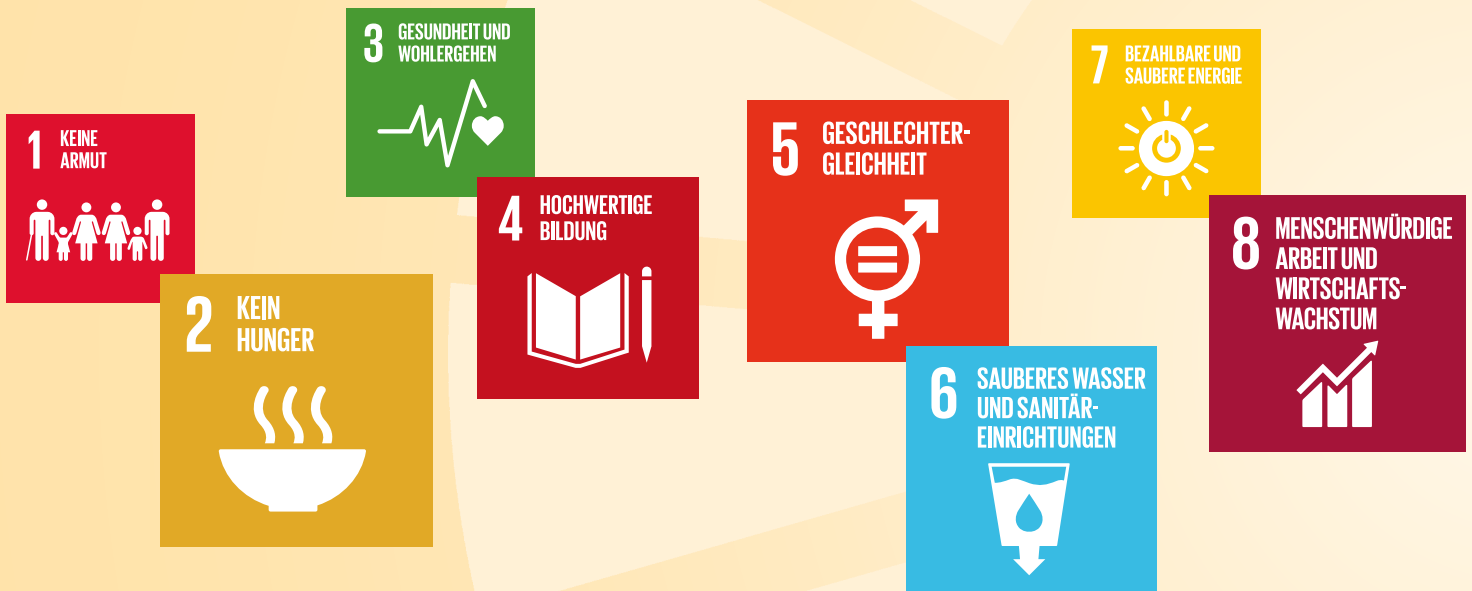 1 KEINE
ARMUT
2 KEIN
HUNGER
3 GESUNDHEIT UND
WOHLERGEHEN
4 HOCHWERTIGE
BILDUNG
5 GESCHLECHTER-
GLEICHHEIT
6 SAUBERES WASSER
UND SANITÄR-
EINRICHTUNGEN
7 BEZAHLBARE UND
SAUBERE ENERGIE
8 MENSCHENWÜRDIGE
ARBEIT UND
WIRTSCHAFTS-
WACHSTUM